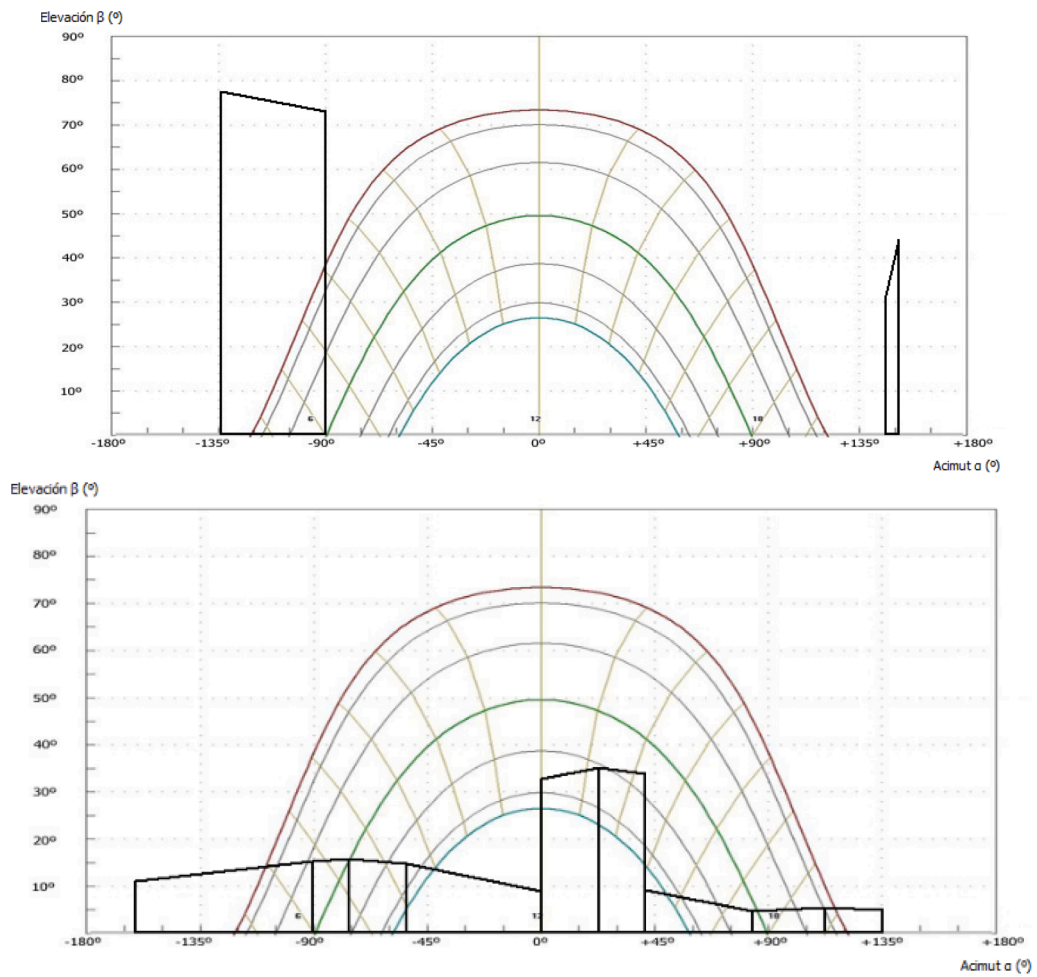 Elevación β (º)
90º
80º
70º
60º
50º
40º
30º
20º
10º
6 12 18
-180º -135º -90º -45º 0º +45º +90º +135º +180º
Acimut α (º)
Elevación β (º)
90º
80º
70º
60º
50º
40º
30º
20º
10º
6 12 18
-180º -135º -90º -45º 0º +45º +90º +135º +180º
Acimut α (º)